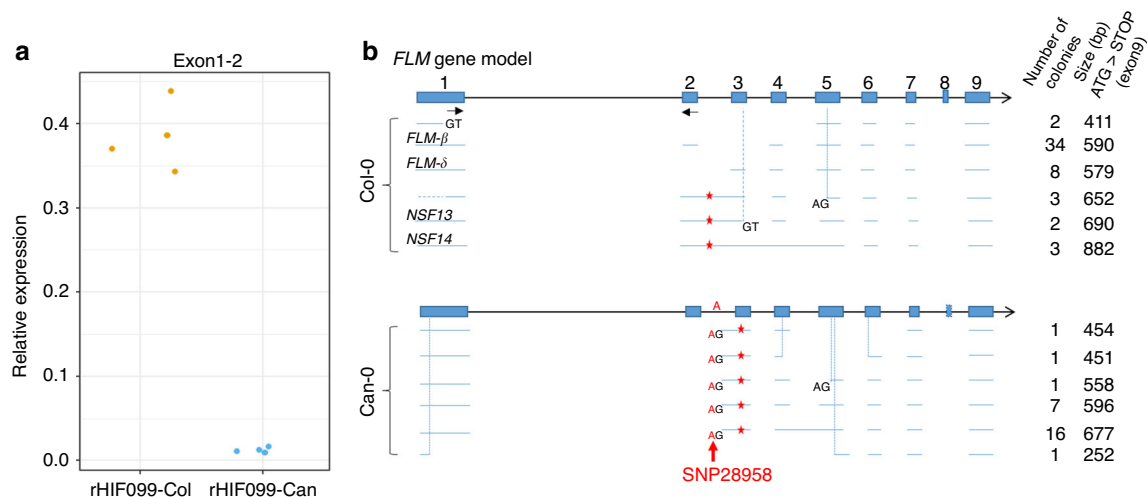 a
Exon1-2
Relative expression
0.4
0.3
0.2
0.1
0.0
rHIF099-Col
rHIF099-Can
b
FLM gene model
Number of colonies
Size (bp)
ATG > STOP
(exon9)
1 2 3 4 5 6 7 8 9
Col-0
GT
2 411
FLM-β
34 590
FLM-δ
8 579
AG
3 652
NSF13
GT
2 690
NSF14
3 882
A
Can-0
AG
1 454
AG
1 451
AG AG
1 558
AG
7 596
AG
16 677
1 252
SNP28958